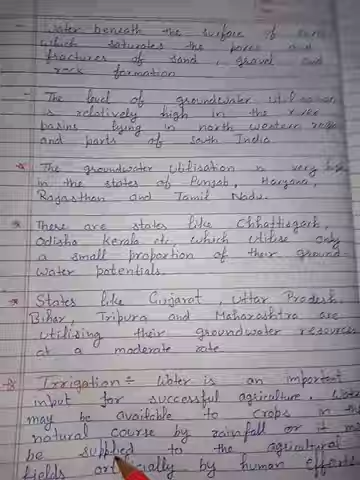 - Water beneath the surface of
which saturates the pores and
fractures of sand, gravel and
rock formation
- The level of groundwater utilisation
is relatively high in the river
basins lying in north western
and parts of South India
* The groundwater utilisation is very
in the states of Punjab, Haryana,
Rajasthan and Tamil Nadu.
* There are states like Chhattisgarh,
Odisha Kerala etc, which utilise only
a small proportion of their ground
water potentials.
* States like Gujarat, Uttar Pradesh
Bihar, Tripura and Maharashtra are
utilising their groundwater resources
at a moderate rate
* Irrigation :- Water is an important
input for successful agriculture. Water
may be available to crops in the
natural course by rainfall or it
be supplied to the agricultural
fields by human efforts